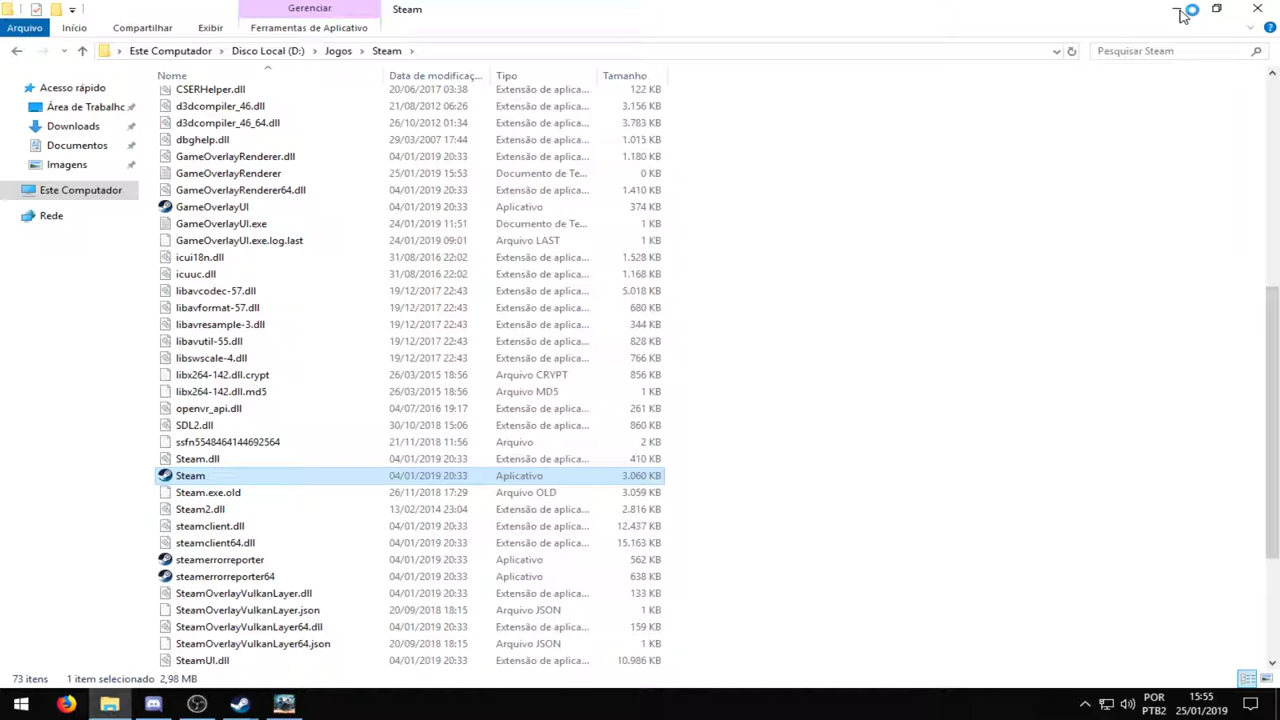 Gerenciar
Steam
Arquivo Início Compartilhar Exibir Ferramentas de Aplicativo
Este Computador Disco Local (D:) Jogos Steam
Pesquisar Steam
Acesso rápido
Área de Trabalhc
Downloads
Documentos
Imagens
Este Computador
Rede
Nome Data de modificaç... Tipo Tamanho
CSERHelper.dll 20/06/2017 03:38 Extensão de aplica... 122 KB
d3dcompiler_46.dll 21/08/2012 06:26 Extensão de aplica... 3.156 KB
d3dcompiler_46_64.dll 26/10/2012 01:34 Extensão de aplica... 3.783 KB
dbghelp.dll 29/03/2007 17:44 Extensão de aplica... 1.015 KB
GameOverlayRenderer.dll 04/01/2019 20:33 Extensão de aplica... 1.180 KB
GameOverlayRenderer 25/01/2019 15:53 Documento de Te... 0 KB
GameOverlayRenderer64.dll 04/01/2019 20:33 Extensão de aplica... 1.410 KB
GameOverlayUI 04/01/2019 20:33 Aplicativo 374 KB
GameOverlayUI.exe 24/01/2019 11:51 Documento de Te... 1 KB
GameOverlayUI.exe.log.last 24/01/2019 09:01 Arquivo LAST 1 KB
icui18n.dll 31/08/2016 22:02 Extensão de aplica... 1.528 KB
icuuc.dll 31/08/2016 22:02 Extensão de aplica... 1.168 KB
libavcodec-57.dll 19/12/2017 22:43 Extensão de aplica... 5.018 KB
libavformat-57.dll 19/12/2017 22:43 Extensão de aplica... 680 KB
libavresample-3.dll 19/12/2017 22:43 Extensão de aplica... 344 KB
libavutil-55.dll 19/12/2017 22:43 Extensão de aplica... 828 KB
libswscale-4.dll 19/12/2017 22:43 Extensão de aplica... 766 KB
libx264-142.dll.crypt 26/03/2015 18:56 Arquivo CRYPT 856 KB
libx264-142.dll.md5 26/03/2015 18:56 Arquivo MD5 1 KB
openvr_api.dll 04/07/2016 19:17 Extensão de aplica... 261 KB
SDL2.dll 30/10/2018 15:06 Extensão de aplica... 860 KB
ssfn5548464144692564 21/11/2018 11:56 Arquivo 2 KB
Steam.dll 04/01/2019 20:33 Extensão de aplica... 410 KB
Steam 04/01/2019 20:33 Aplicativo 3.060 KB
Steam.exe.old 26/11/2018 17:29 Arquivo OLD 3.059 KB
Steam2.dll 13/02/2014 23:04 Extensão de aplica... 2.816 KB
steamclient.dll 04/01/2019 20:33 Extensão de aplica... 12.437 KB
steamclient64.dll 04/01/2019 20:33 Extensão de aplica... 15.163 KB
steamerrorreporter 04/01/2019 20:33 Aplicativo 562 KB
steamerrorreporter64 04/01/2019 20:33 Aplicativo 638 KB
SteamOverlayVulkanLayer.dll 04/01/2019 20:33 Extensão de aplica... 133 KB
SteamOverlayVulkanLayer.json 20/09/2018 18:15 Arquivo JSON 1 KB
SteamOverlayVulkanLayer64.dll 04/01/2019 20:33 Extensão de aplica... 159 KB
SteamOverlayVulkanLayer64.json 20/09/2018 18:15 Arquivo JSON 1 KB
SteamUI.dll 04/01/2019 20:33 Extensão de aplica... 10.986 KB
73 itens 1 item selecionado 2,98 MB
POR 15:55
PTB2 25/01/2019